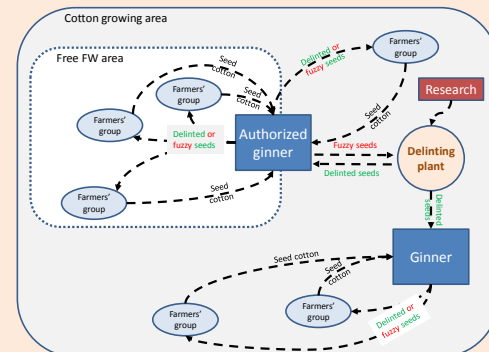 Cotton growing area
Free FW area
Farmers'
group
Seed
cotton
Farmers'
group
Seed
cotton
Farmers'
group
Delinted or
fuzzy seeds
Authorized
ginner
Farmers'
group
Seed
cotton
Delinted or
fuzzy seeds
Farmers'
group
Seed
cotton
Research
Fuzzy seeds
Delinted seeds
Delinting
plant
Delinted
seeds
Ginner
Seed cotton
Seed
cotton
Farmers'
group
Farmers'
group
Delinted or
fuzzy seeds